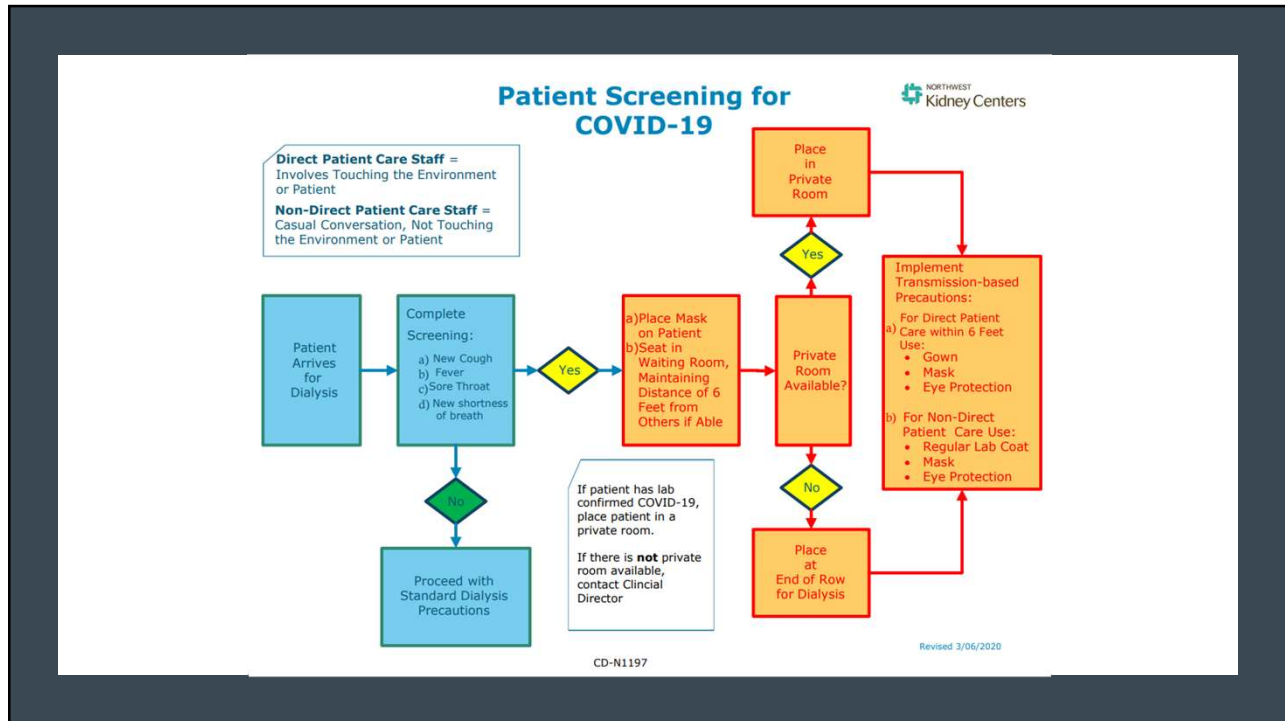 Patient Screening for
COVID-19
NORTHWEST
Kidney Centers
Direct Patient Care Staff =
Involves Touching the Environment
or Patient
Non-Direct Patient Care Staff =
Casual Conversation, Not Touching
the Environment or Patient
Patient
Arrives
for
Dialysis
Complete
Screening:
a) New Cough
b) Fever
c) Sore Throat
d) New shortness
of breath
Yes
No
Proceed with
Standard Dialysis
Precautions
a)Place Mask
on Patient
b)Seat in
Waiting Room,
Maintaining
Distance of 6
Feet from
Others if Able
If patient has lab
confirmed COVID-19,
place patient in a
private room.
If there is not private
room available,
contact Clincial
Director
Private
Room
Available?
Yes
Place
in
Private
Room
No
Place
at
End of Row
for Dialysis
Implement
Transmission-based
Precautions:
a) For Direct Patient
Care within 6 Feet
Use:
• Gown
• Mask
• Eye Protection
b) For Non-Direct
Patient Care Use:
• Regular Lab Coat
• Mask
• Eye Protection
Revised 3/06/2020
CD-N1197